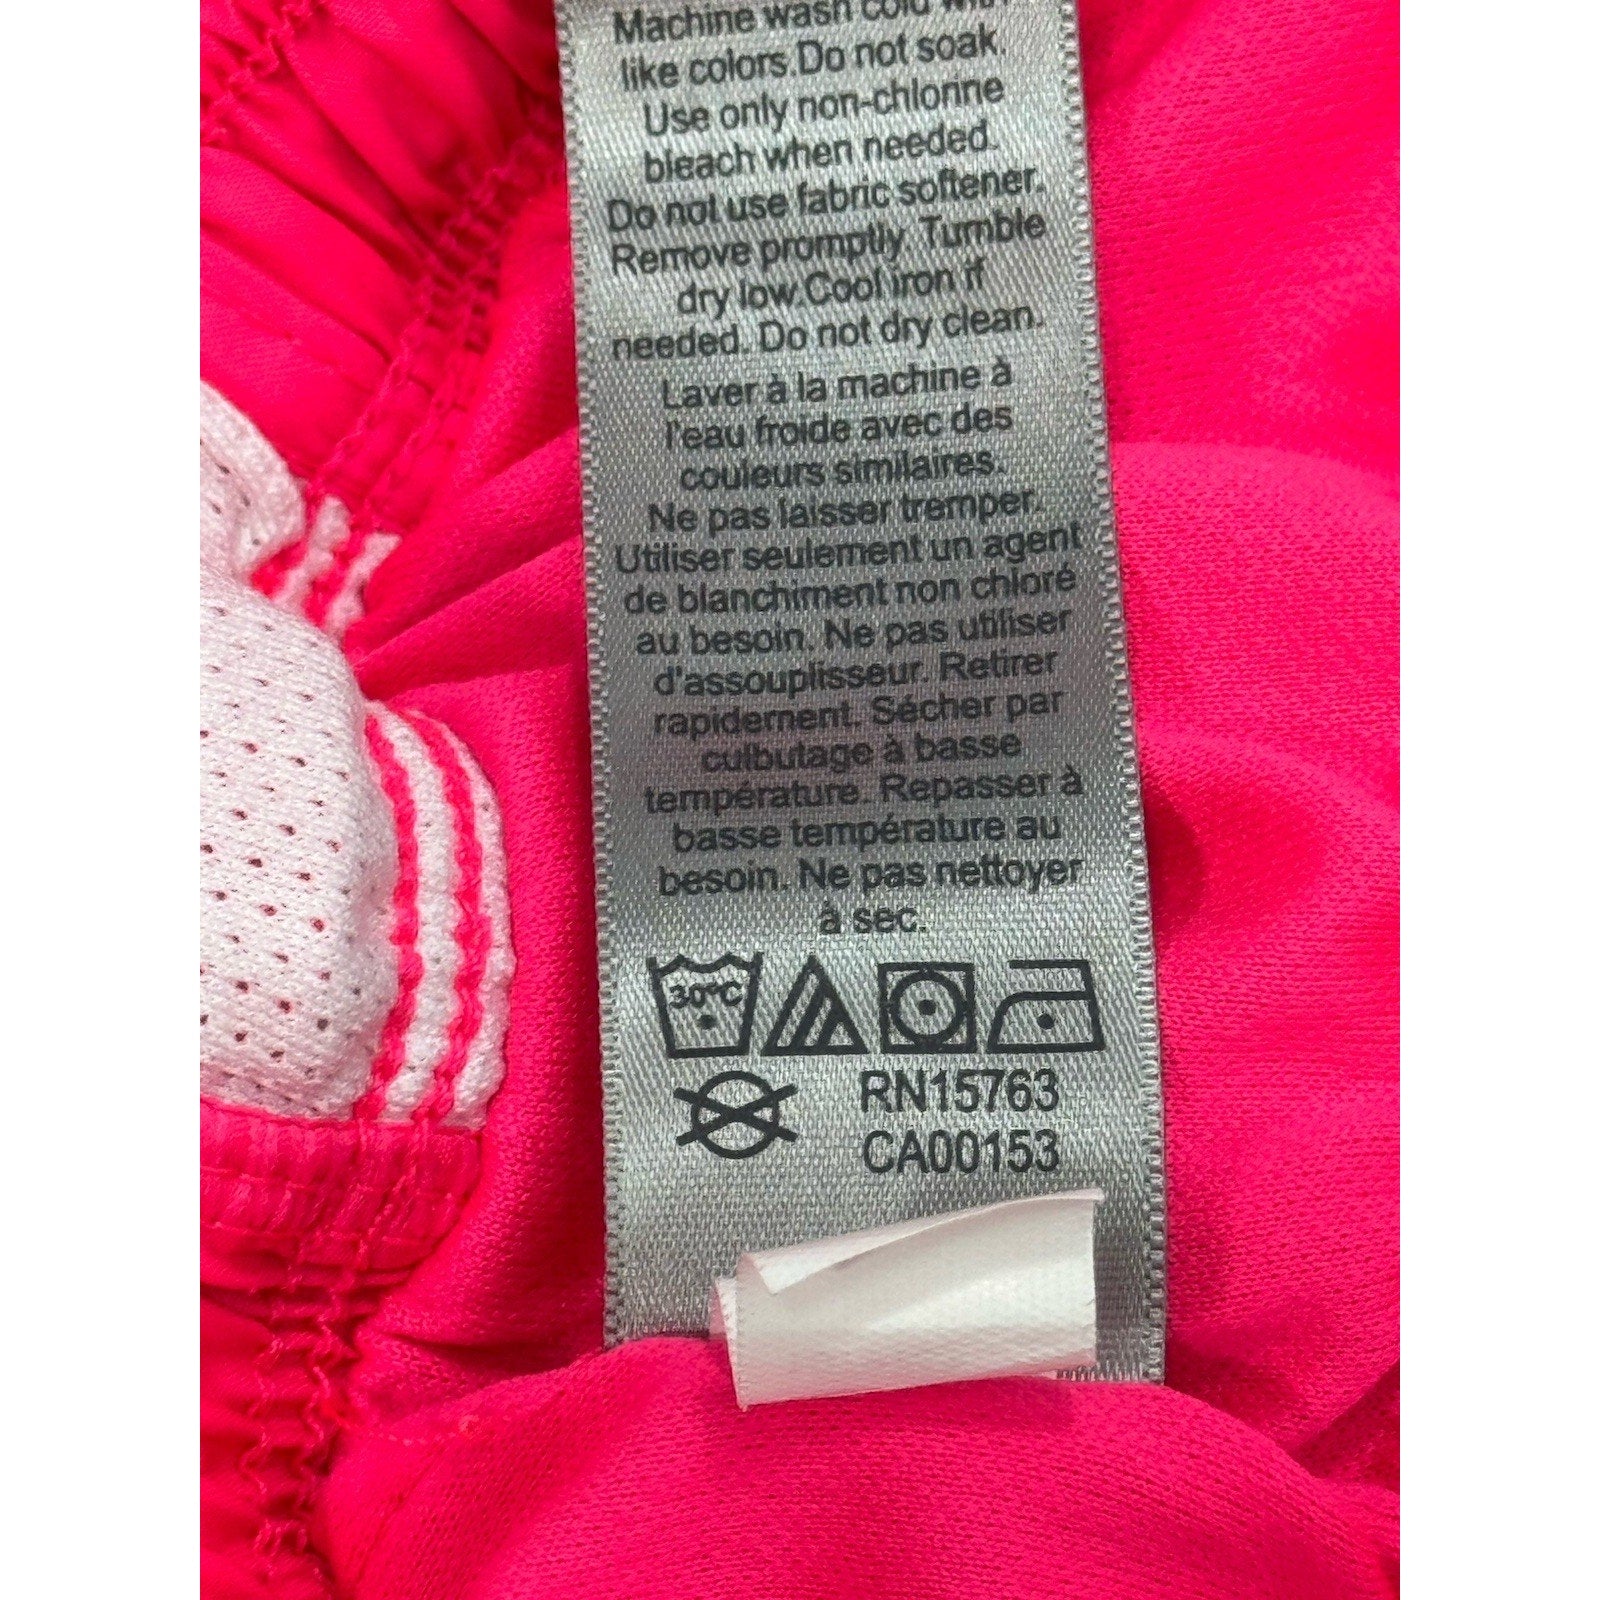 Machine wash cold with
like colors.Do not soak.
Use only non-chlorine
bleach when needed.
Do not use fabric softener.
Remove promptly. Tumble
dry low.Cool iron if
needed. Do not dry clean.
Laver à la machine à
l'eau froide avec des
couleurs similaires.
Ne pas laisser tremper.
Utiliser seulement un agent
de blanchiment non chloré
au besoin. Ne pas utiliser
d'assouplisseur. Retirer
rapidement. Sécher par
culbutage à basse
température. Repasser à
basse température au
besoin. Ne pas nettoyer
à sec.
30°C
RN15763
CA00153